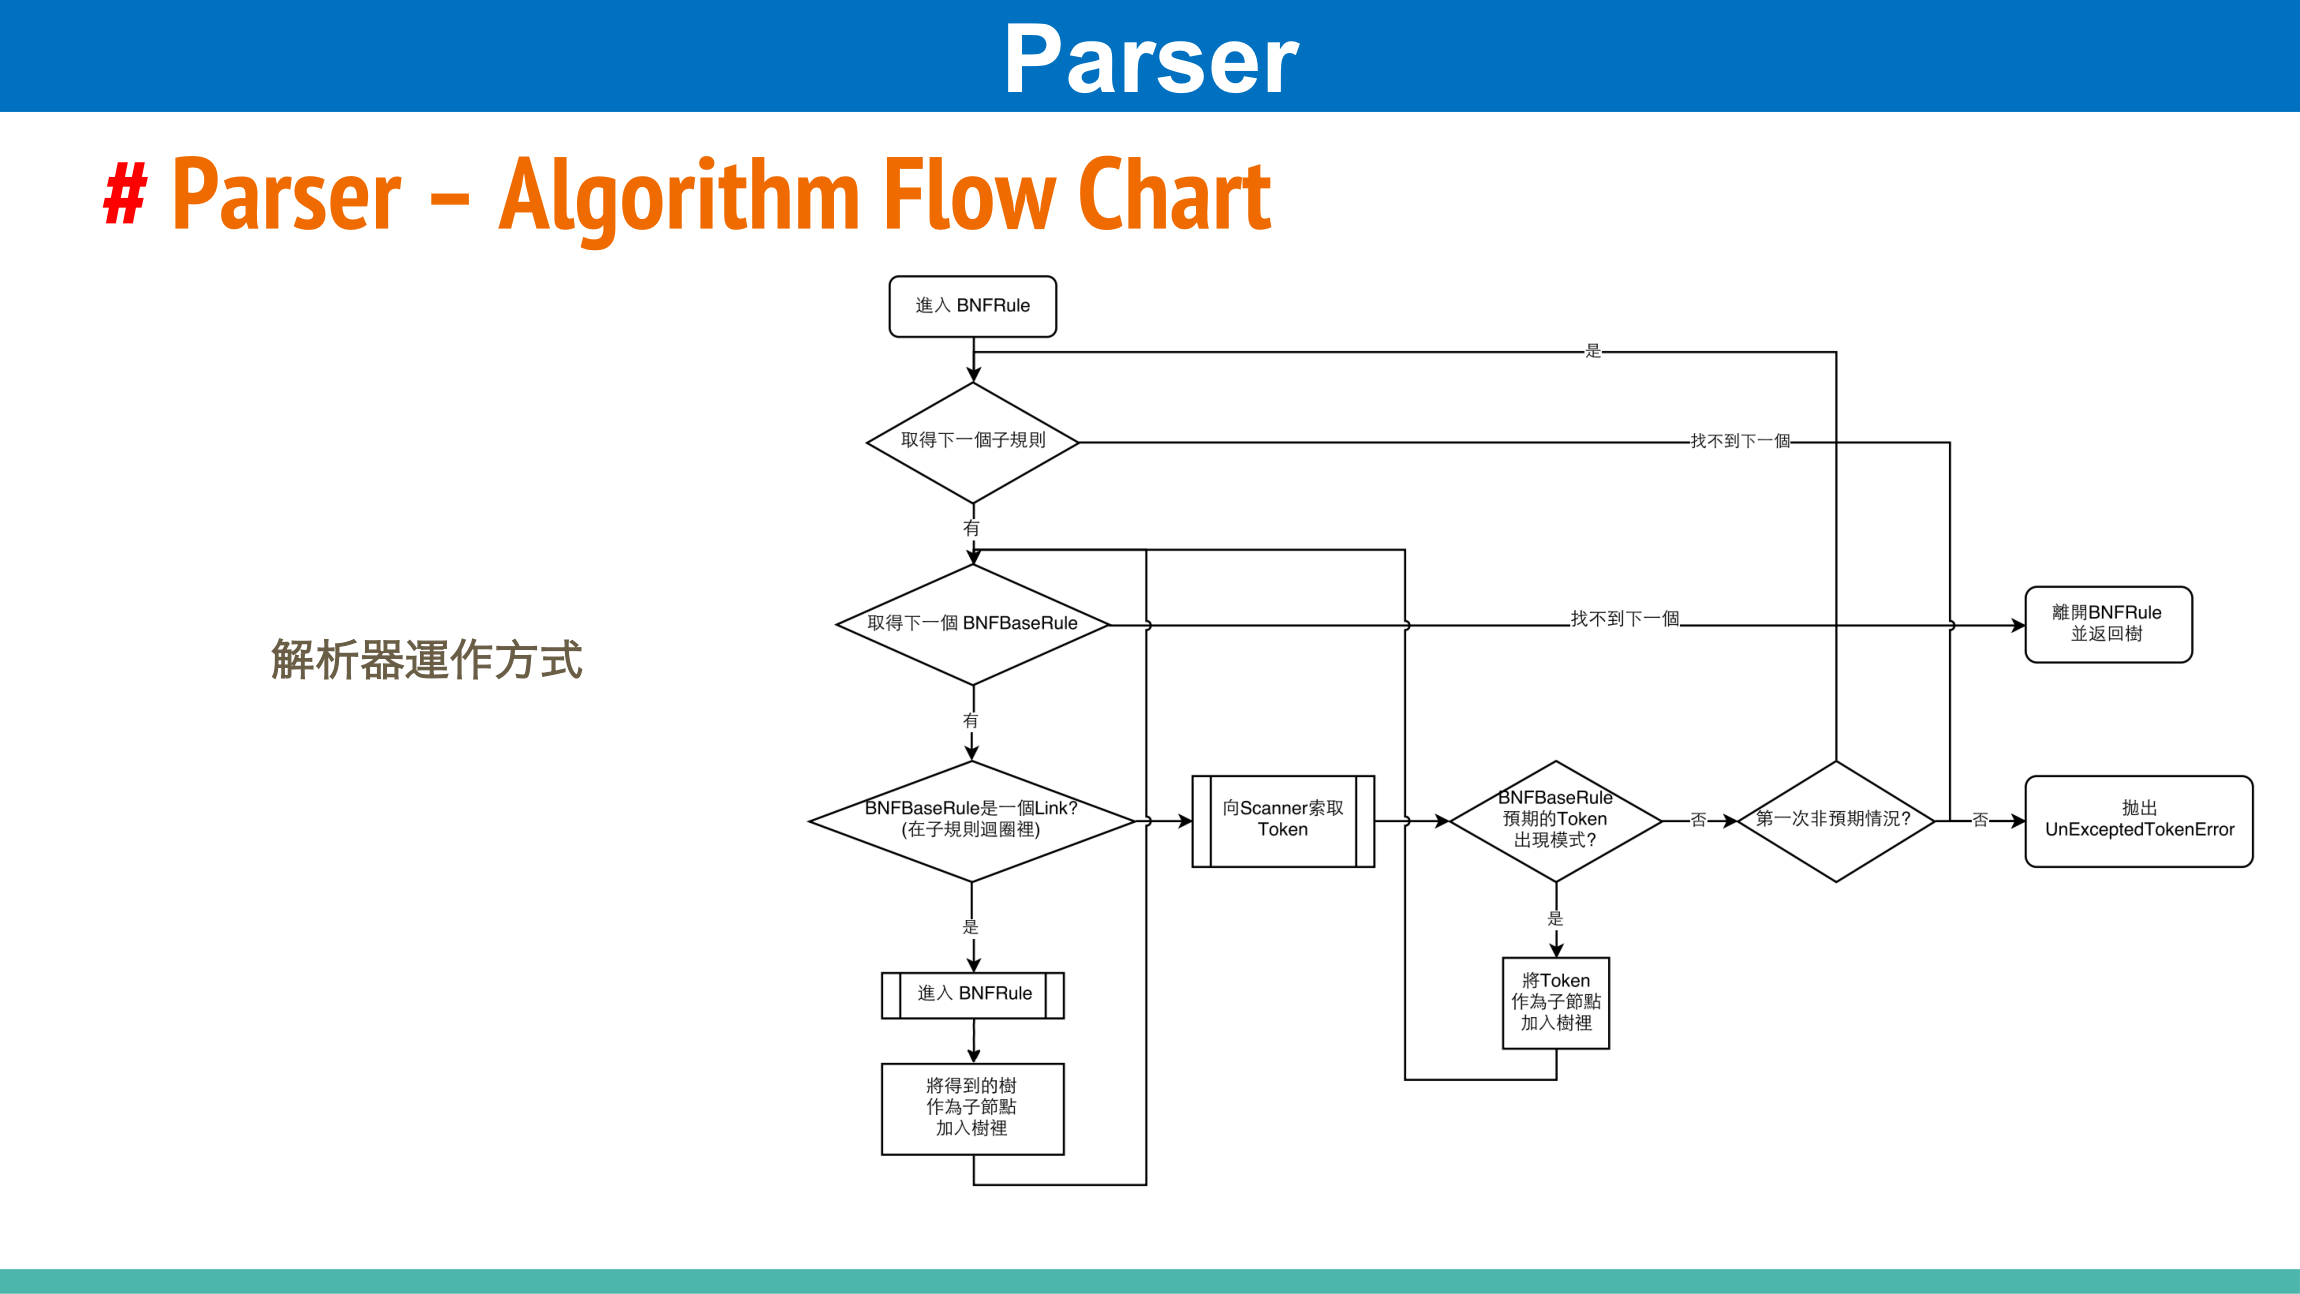 Parser
# Parser – Algorithm Flow Chart
解析器運作方式
進入 BNFRule
是
取得下一個子規則
找不到下一個
有
取得下一個 BNFBaseRule
找不到下一個
離開BNFRule
並返回樹
有
BNFBaseRule是一個Link?
(在子規則迴圈裡)
向Scanner索取
Token
BNFBaseRule
預期的Token
出現模式?
否
第一次非預期情況?
否
拋出
UnExceptedTokenError
是
是
進入 BNFRule
將Token
作為子節點
加入樹裡
將得到的樹
作為子節點
加入樹裡